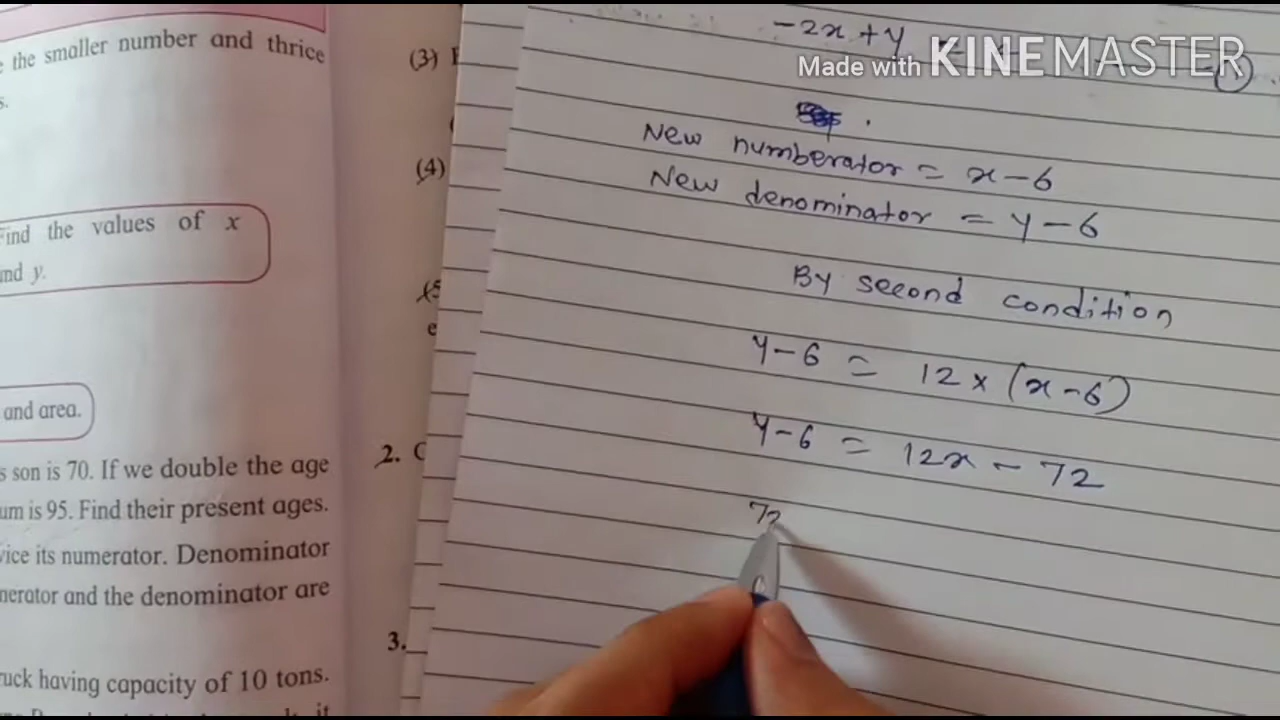 the smaller number and thrice
s.
Find the values of x
and y.
and area.
s son is 70. If we double the age
um is 95. Find their present ages.
vice its numerator. Denominator
nerator and the denominator are
ruck having capacity of 10 tons.
(3)
(4)
2.
3.
-2x + y
Made with KINEMASTER
New numberator = x - 6
New denominator = y - 6
By second condition
y - 6 = 12 × (x - 6)
y - 6 = 12x - 72
72